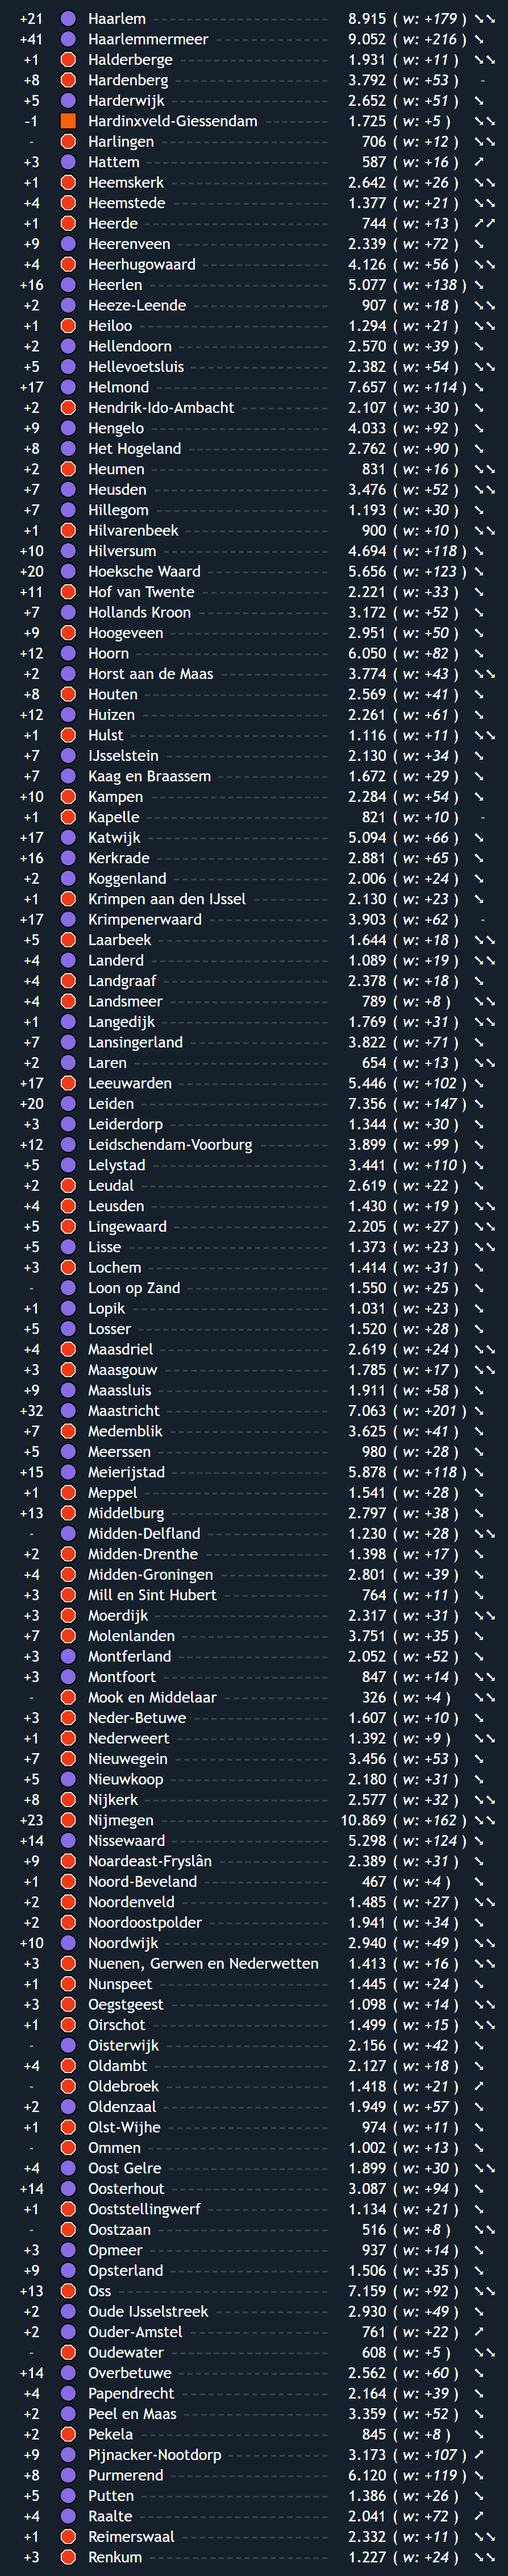 +21 Haarlem 8.915 ( w: +179 ) ➘➘
+41 Haarlemmermeer 9.052 ( w: +216 ) ➘
+1 Halderberge 1.931 ( w: +11 ) ➘➘
+8 Hardenberg 3.792 ( w: +53 ) -
+5 Harderwijk 2.652 ( w: +51 ) ➘
-1 Hardinxveld-Giessendam 1.725 ( w: +5 ) ➘➘
- Harlingen 706 ( w: +12 ) ➘➘
+3 Hattem 587 ( w: +16 ) ➚
+1 Heemskerk 2.642 ( w: +26 ) ➘➘
+4 Heemstede 1.377 ( w: +21 ) ➘➘
+1 Heerde 744 ( w: +13 ) ➚➚
+9 Heerenveen 2.339 ( w: +72 ) ➘
+4 Heerhugowaard 4.126 ( w: +56 ) ➘➘
+16 Heerlen 5.077 ( w: +138 ) ➘
+2 Heeze-Leende 907 ( w: +18 ) ➘➘
+1 Heiloo 1.294 ( w: +21 ) ➘➘
+2 Hellendoorn 2.570 ( w: +39 ) ➘
+5 Hellevoetsluis 2.382 ( w: +54 ) ➘➘
+17 Helmond 7.657 ( w: +114 ) ➘
+2 Hendrik-Ido-Ambacht 2.107 ( w: +30 ) ➘
+9 Hengelo 4.033 ( w: +92 ) ➘
+8 Het Hogeland 2.762 ( w: +90 ) ➘
+2 Heumen 831 ( w: +16 ) ➘➘
+7 Heusden 3.476 ( w: +52 ) ➘➘
+7 Hillegom 1.193 ( w: +30 ) ➘
+1 Hilvarenbeek 900 ( w: +10 ) ➘➘
+10 Hilversum 4.694 ( w: +118 ) ➘
+20 Hoeksche Waard 5.656 ( w: +123 ) ➘
+11 Hof van Twente 2.221 ( w: +33 ) ➘
+7 Hollands Kroon 3.172 ( w: +52 ) ➘
+9 Hoogeveen 2.951 ( w: +50 ) ➘
+12 Hoorn 6.050 ( w: +82 ) ➘
+2 Horst aan de Maas 3.774 ( w: +43 ) ➘➘
+8 Houten 2.569 ( w: +41 ) ➘
+12 Huizen 2.261 ( w: +61 ) ➘
+1 Hulst 1.116 ( w: +11 ) ➘➘
+7 IJsselstein 2.130 ( w: +34 ) ➘
+7 Kaag en Braassem 1.672 ( w: +29 ) ➘
+10 Kampen 2.284 ( w: +54 ) ➘
+1 Kapelle 821 ( w: +10 ) -
+17 Katwijk 5.094 ( w: +66 ) ➘
+16 Kerkrade 2.881 ( w: +65 ) ➘
+2 Koggenland 2.006 ( w: +24 ) ➘
+1 Krimpen aan den IJssel 2.130 ( w: +23 ) ➘
+17 Krimpenerwaard 3.903 ( w: +62 ) -
+5 Laarbeek 1.644 ( w: +18 ) ➘➘
+4 Landerd 1.089 ( w: +19 ) ➘➘
+4 Landgraaf 2.378 ( w: +18 ) ➘
+4 Landsmeer 789 ( w: +8 ) ➘➘
+1 Langedijk 1.769 ( w: +31 ) ➘➘
+7 Lansingerland 3.822 ( w: +71 ) ➘
+2 Laren 654 ( w: +13 ) ➘➘
+17 Leeuwarden 5.446 ( w: +102 ) ➘
+20 Leiden 7.356 ( w: +147 ) ➘
+3 Leiderdorp 1.344 ( w: +30 ) ➘
+12 Leidschendam-Voorburg 3.899 ( w: +99 ) ➘
+5 Lelystad 3.441 ( w: +110 ) ➘
+2 Leudal 2.619 ( w: +22 ) ➘
+4 Leusden 1.430 ( w: +19 ) ➘➘
+5 Lingewaard 2.205 ( w: +27 ) ➘➘
+5 Lisse 1.373 ( w: +23 ) ➘➘
+3 Lochem 1.414 ( w: +31 ) ➘
- Loon op Zand 1.550 ( w: +25 ) ➘
+1 Lopik 1.031 ( w: +23 ) ➘
+5 Losser 1.520 ( w: +28 ) ➘
+4 Maasdriel 2.619 ( w: +24 ) ➘➘
+3 Maasgouw 1.785 ( w: +17 ) ➘➘
+9 Maassluis 1.911 ( w: +58 ) ➘
+32 Maastricht 7.063 ( w: +201 ) ➘
+7 Medemblik 3.625 ( w: +41 ) ➘
+5 Meerssen 980 ( w: +28 ) ➘
+15 Meierijstad 5.878 ( w: +118 ) ➘
+1 Meppel 1.541 ( w: +28 ) ➘
+13 Middelburg 2.797 ( w: +38 ) ➘
- Midden-Delfland 1.230 ( w: +28 ) ➘➘
+2 Midden-Drenthe 1.398 ( w: +17 ) ➘
+4 Midden-Groningen 2.801 ( w: +39 ) ➘
+3 Mill en Sint Hubert 764 ( w: +11 ) ➘
+3 Moerdijk 2.317 ( w: +31 ) ➘➘
+7 Molenlanden 3.751 ( w: +35 ) ➘
+3 Montferland 2.052 ( w: +52 ) ➘
+3 Montfoort 847 ( w: +14 ) ➘➘
- Mook en Middelaar 326 ( w: +4 ) ➘➘
+3 Neder-Betuwe 1.607 ( w: +10 ) ➘
+1 Nederweert 1.392 ( w: +9 ) ➘➘
+7 Nieuwegein 3.456 ( w: +53 ) ➘
+5 Nieuwkoop 2.180 ( w: +31 ) ➘
+8 Nijkerk 2.577 ( w: +32 ) ➘➘
+23 Nijmegen 10.869 ( w: +162 ) ➘➘
+14 Nissewaard 5.298 ( w: +124 ) ➘
+9 Noardeast-Fryslân 2.389 ( w: +31 ) ➘
+1 Noord-Beveland 467 ( w: +4 ) ➘
+2 Noordenveld 1.485 ( w: +27 ) ➘➘
+2 Noordoostpolder 1.941 ( w: +34 ) ➘
+10 Noordwijk 2.940 ( w: +49 ) ➘➘
+3 Nuenen, Gerwen en Nederwetten 1.413 ( w: +16 ) ➘➘
+1 Nunspeet 1.445 ( w: +24 ) ➘
+3 Oegstgeest 1.098 ( w: +14 ) ➘➘
+1 Oirschot 1.499 ( w: +15 ) ➘➘
- Oisterwijk 2.156 ( w: +42 ) ➘
+4 Oldambt 2.127 ( w: +18 ) ➘
- Oldebroek 1.418 ( w: +21 ) ➚
+2 Oldenzaal 1.949 ( w: +57 ) ➘
+1 Olst-Wijhe 974 ( w: +11 ) ➘
- Ommen 1.002 ( w: +13 ) ➘
+4 Oost Gelre 1.899 ( w: +30 ) ➘➘
+14 Oosterhout 3.087 ( w: +94 ) ➘
+1 Ooststellingwerf 1.134 ( w: +21 ) ➘
- Oostzaan 516 ( w: +8 ) ➘➘
+3 Opmeer 937 ( w: +14 ) ➘
+9 Opsterland 1.506 ( w: +35 ) ➘
+13 Oss 7.159 ( w: +92 ) ➘➘
+2 Oude IJsselstreek 2.930 ( w: +49 ) ➘
+2 Ouder-Amstel 761 ( w: +22 ) ➚
- Oudewater 608 ( w: +5 ) ➘➘
+14 Overbetuwe 2.562 ( w: +60 ) ➘
+4 Papendrecht 2.164 ( w: +39 ) ➘
+2 Peel en Maas 3.359 ( w: +52 ) ➘
+2 Pekela 845 ( w: +8 ) ➘
+9 Pijnacker-Nootdorp 3.173 ( w: +107 ) ➚
+8 Purmerend 6.120 ( w: +119 ) ➘
+5 Putten 1.386 ( w: +26 ) ➘
+4 Raalte 2.041 ( w: +72 ) ➚
+1 Reimerswaal 2.332 ( w: +11 ) ➘➘
+3 Renkum 1.227 ( w: +24 ) ➘➘